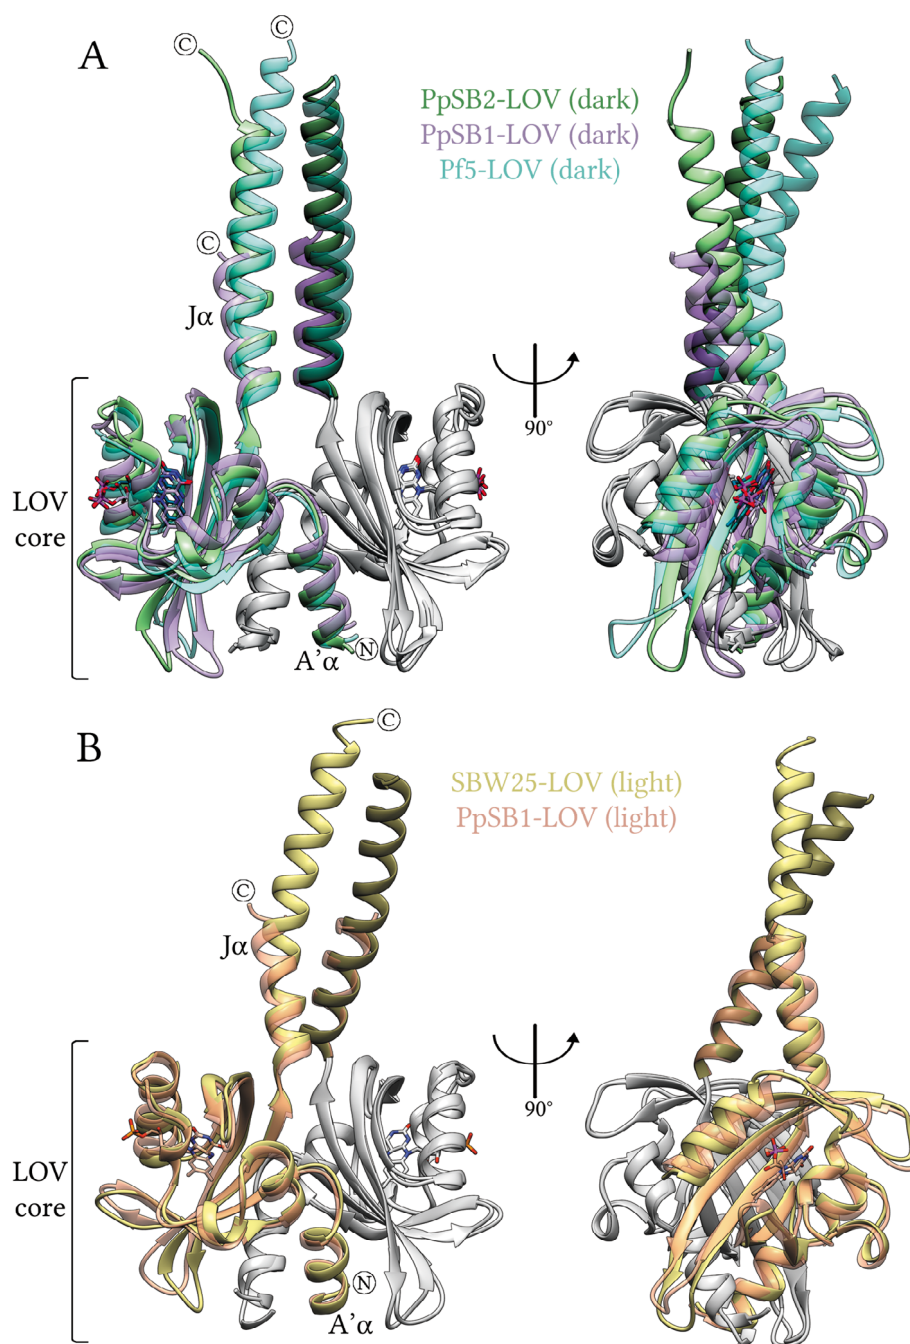 A
C
C
PpSB2-LOV (dark)
PpSB1-LOV (dark)
Pf5-LOV (dark)
C
Jα
90°
LOV
core
A’α
N
B
C
SBW25-LOV (light)
PpSB1-LOV (light)
C
Jα
90°
LOV
core
N
A’α